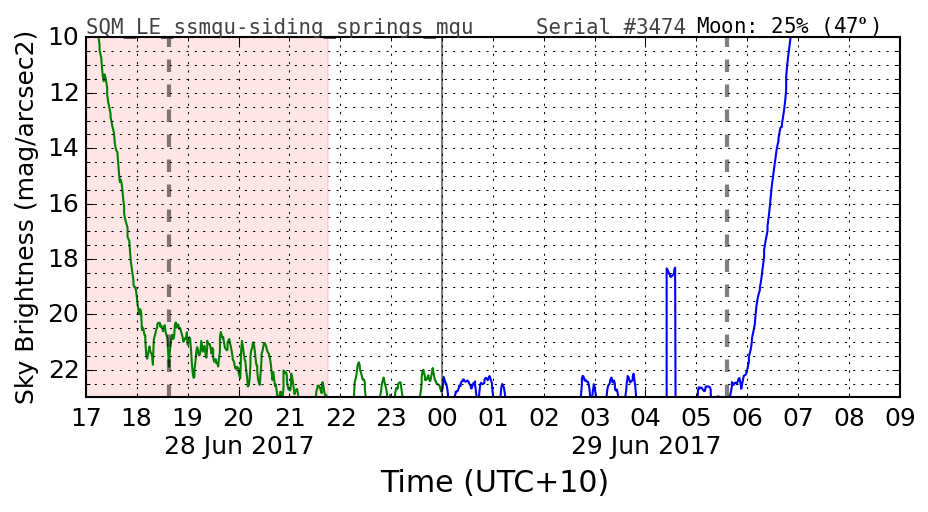 SQM_LE_ssmqu-siding_springs_mqu Serial #3474 Moon: 25% (47°)
Sky Brightness (mag/arcsec2)
10
12
14
16
18
20
22
17 18 19 20 21 22 23 00 01 02 03 04 05 06 07 08 09
28 Jun 2017 29 Jun 2017
Time (UTC+10)